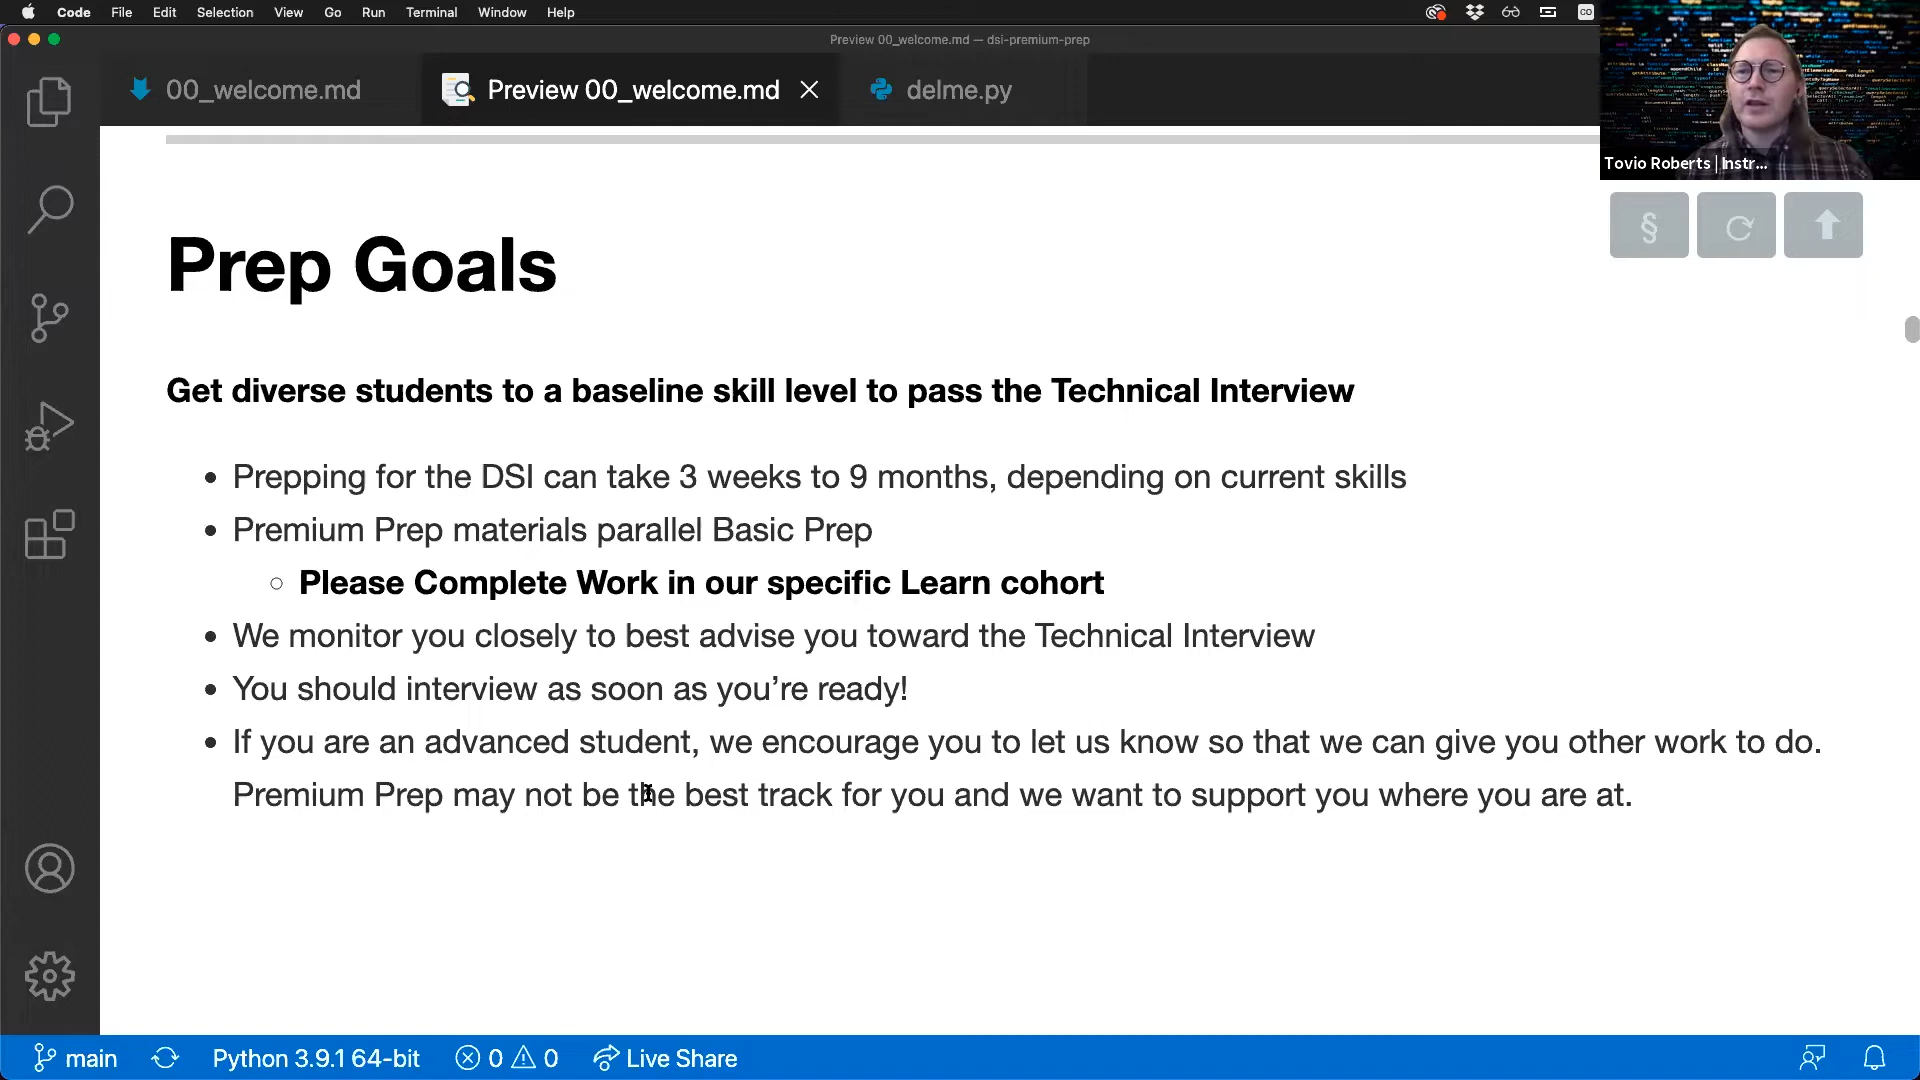 Code File Edit Selection View Go Run Terminal Window Help
Preview 00_welcome.md — dsi-premium-prep
00_welcome.md Preview 00_welcome.md delme.py
Tovio Roberts | Instr...
§
Prep Goals
Get diverse students to a baseline skill level to pass the Technical Interview
• Prepping for the DSI can take 3 weeks to 9 months, depending on current skills
• Premium Prep materials parallel Basic Prep
○ Please Complete Work in our specific Learn cohort
• We monitor you closely to best advise you toward the Technical Interview
• You should interview as soon as you’re ready!
• If you are an advanced student, we encourage you to let us know so that we can give you other work to do.
Premium Prep may not be the best track for you and we want to support you where you are at.
main Python 3.9.1 64-bit 0 0 Live Share